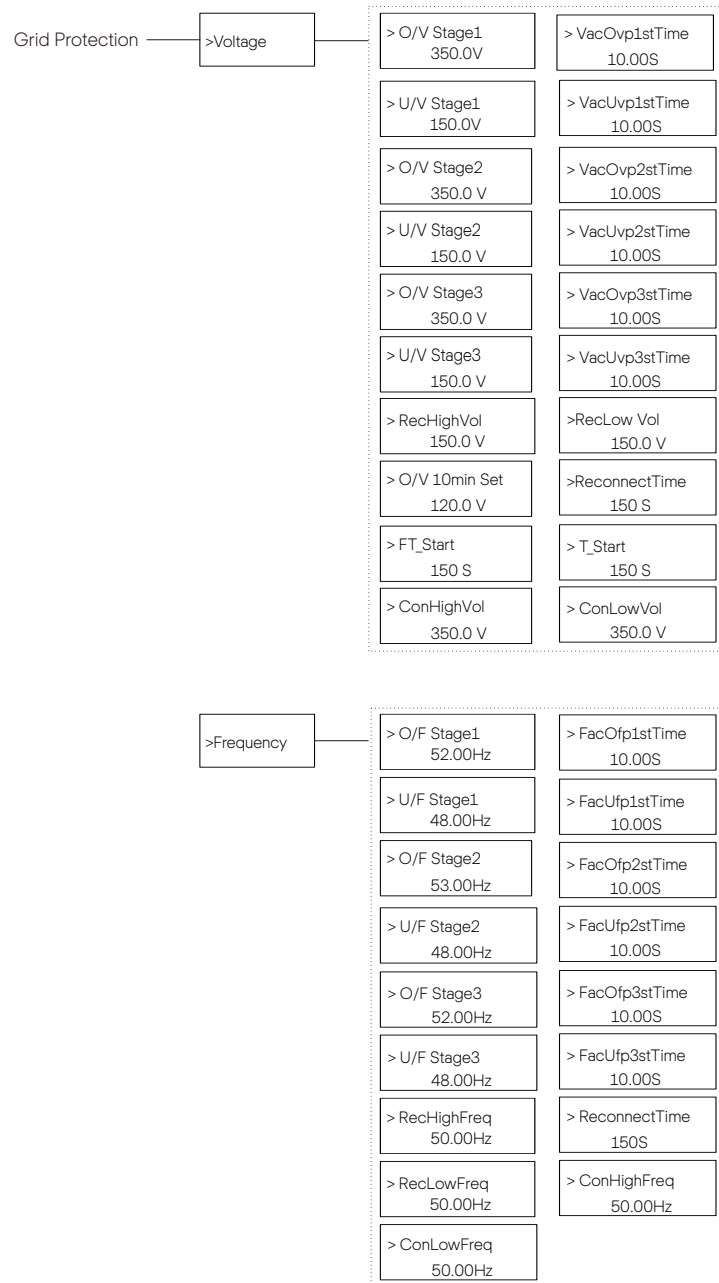 Grid Protection
>Voltage
> O/V Stage1
350.0V
> VacOvp1stTime
10.00S
> U/V Stage1
150.0V
> VacUvp1stTime
10.00S
> O/V Stage2
350.0 V
> VacOvp2stTime
10.00S
> U/V Stage2
150.0 V
> VacUvp2stTime
10.00S
> O/V Stage3
350.0 V
> VacOvp3stTime
10.00S
> U/V Stage3
150.0 V
> VacUvp3stTime
10.00S
> RecHighVol
150.0 V
>RecLow Vol
150.0 V
> O/V 10min Set
120.0 V
>ReconnectTime
150 S
> FT_Start
150 S
> T_Start
150 S
> ConHighVol
350.0 V
> ConLowVol
350.0 V
>Frequency
> O/F Stage1
52.00Hz
> FacOfp1stTime
10.00S
> U/F Stage1
48.00Hz
> FacUfp1stTime
10.00S
> O/F Stage2
53.00Hz
> FacOfp2stTime
10.00S
> U/F Stage2
48.00Hz
> FacUfp2stTime
10.00S
> O/F Stage3
52.00Hz
> FacOfp3stTime
10.00S
> U/F Stage3
48.00Hz
> FacUfp3stTime
10.00S
> RecHighFreq
50.00Hz
> ReconnectTime
150S
> RecLowFreq
50.00Hz
> ConHighFreq
50.00Hz
> ConLowFreq
50.00Hz